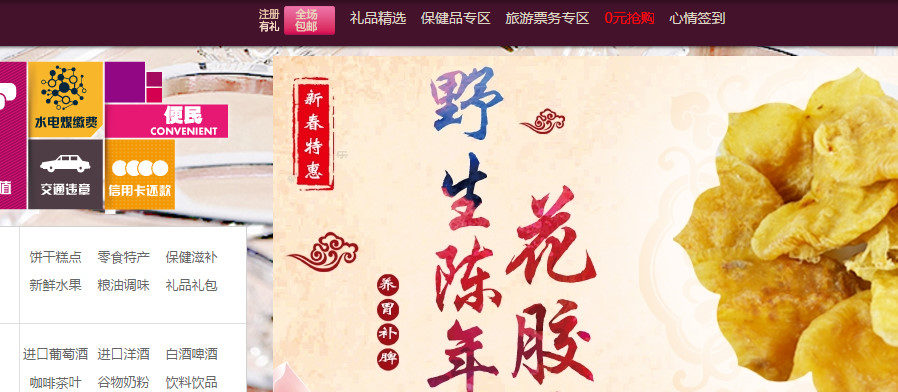 注册有礼 全场包邮 礼品精选 保健品专区 旅游票务专区 0元抢购 心情签到
水电煤缴费
便民
CONVENIENT
值
交通违章
信用卡还款
饼干糕点 零食特产 保健滋补
新鲜水果 粮油调味 礼品礼包
进口葡萄酒 进口洋酒 白酒啤酒
咖啡茶叶 谷物奶粉 饮料饮品
新春特惠
野生陈年
花胶
养胃补脾